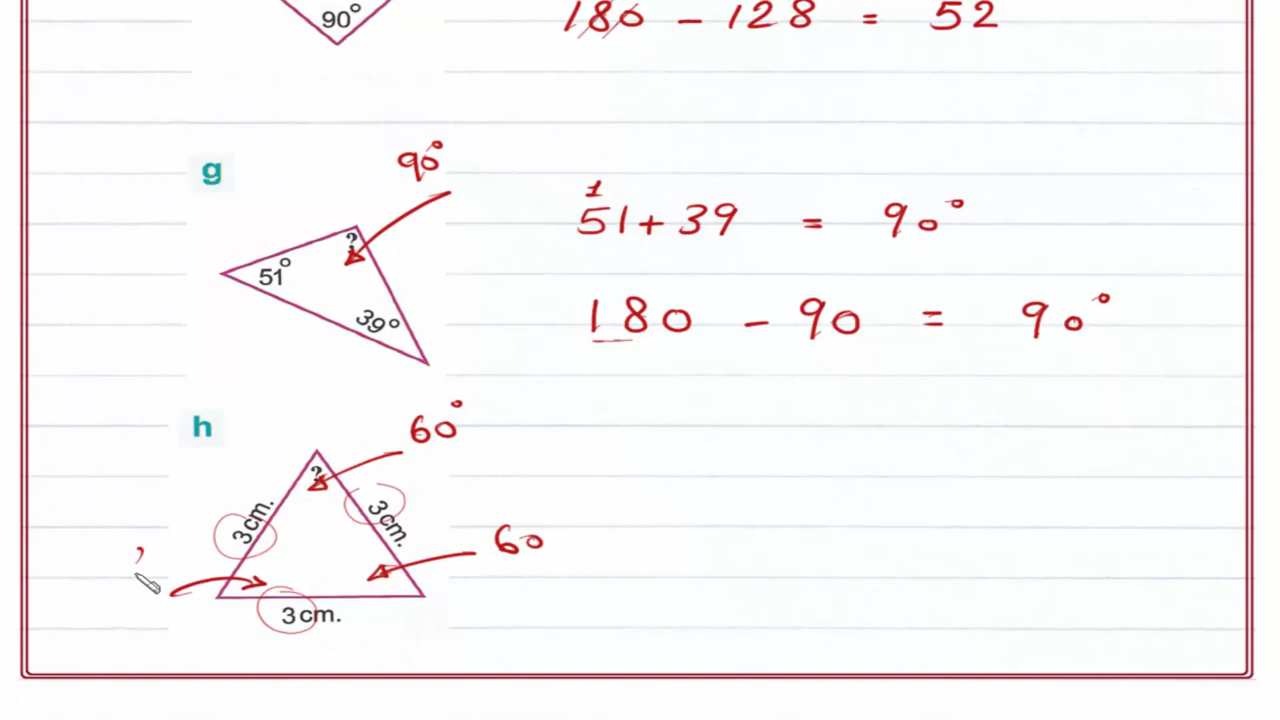 90°
180 - 128 = 52
g
90°
?
51°
39°
1
51+39 = 90°
180 - 90 = 90°
h
60°
?
3cm.
3cm.
60
3cm.